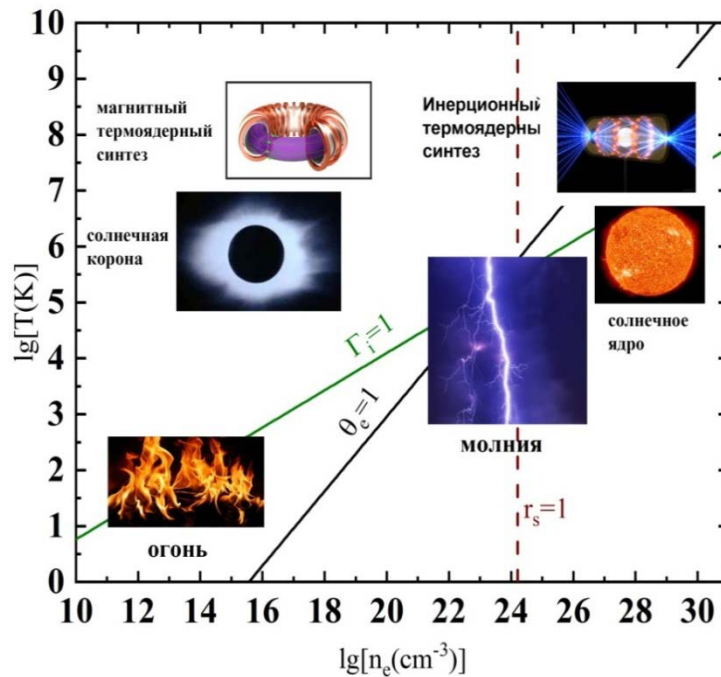 10
9
8
7
6
5
4
3
2
1
0
lg[T(K)]
магнитный
термоядерный
синтез
Инерционный
термоядерны
синтез
солнечная
корона
солнечное
ядро
Γi=1
θe=1
молния
огонь
rs=1
10 12 14 16 18 20 22 24 26 28 30
lg[ne(cm-3)]